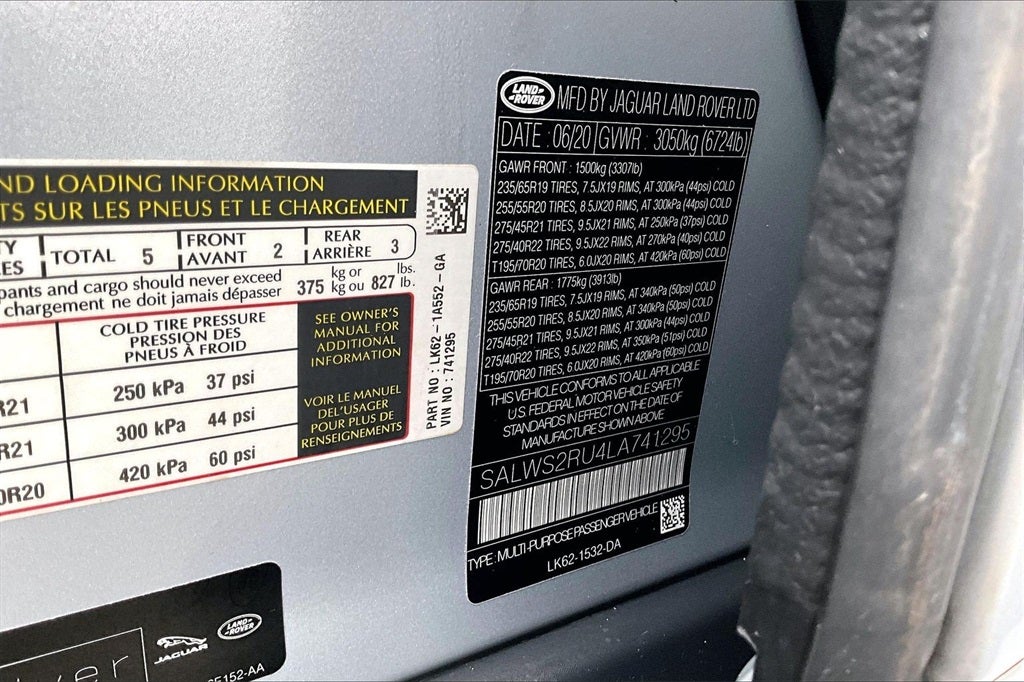 ND LOADING INFORMATION
TS SUR LES PNEUS ET LE CHARGEMENT
TY
ES
TOTAL 5
FRONT
AVANT 2
REAR
ARRIÈRE 3
pants and cargo should never exceed
chargement ne doit jamais dépasser
375 kg or kg ou 827 lbs. lb.
COLD TIRE PRESSURE
PRESSION DES
PNEUS À FROID
R21 250 kPa 37 psi
R21 300 kPa 44 psi
0R20 420 kPa 60 psi
SEE OWNER'S
MANUAL FOR
ADDITIONAL
INFORMATION
VOIR LE MANUEL
DEL'USAGER
POUR PLUS DE
RENSEIGNEMENTS
PART NO : LK62-1A552-GA
VIN NO : 741295
LAND ROVER
MFD BY JAGUAR LAND ROVER LTD
DATE : 06/20 GVWR : 3050kg (6724lb)
GAWR FRONT : 1500kg (3307lb)
235/65R19 TIRES, 7.5JX19 RIMS, AT 300kPa (44psi) COLD
255/55R20 TIRES, 8.5JX20 RIMS, AT 300kPa (44psi) COLD
275/45R21 TIRES, 9.5JX21 RIMS, AT 250kPa (37psi) COLD
275/40R22 TIRES, 9.5JX22 RIMS, AT 270kPa (40psi) COLD
T195/70R20 TIRES, 6.0JX20 RIMS, AT 420kPa (60psi) COLD
GAWR REAR : 1775kg (3913lb)
235/65R19 TIRES, 7.5JX19 RIMS, AT 340kPa (50psi) COLD
255/55R20 TIRES, 8.5JX20 RIMS, AT 340kPa (50psi) COLD
275/45R21 TIRES, 9.5JX21 RIMS, AT 300kPa (44psi) COLD
275/40R22 TIRES, 9.5JX22 RIMS, AT 350kPa (51psi) COLD
T195/70R20 TIRES, 6.0JX20 RIMS, AT 420kPa (60psi) COLD
THIS VEHICLE CONFORMS TO ALL APPLICABLE
U.S. FEDERAL MOTOR VEHICLE SAFETY
STANDARDS IN EFFECT ON THE DATE OF
MANUFACTURE SHOWN ABOVE
SALWS2RU4LA741295
TYPE : MULTI-PURPOSE PASSENGER VEHICLE
LK62-1532-DA
JAGUAR
LAND ROVER
152-AA